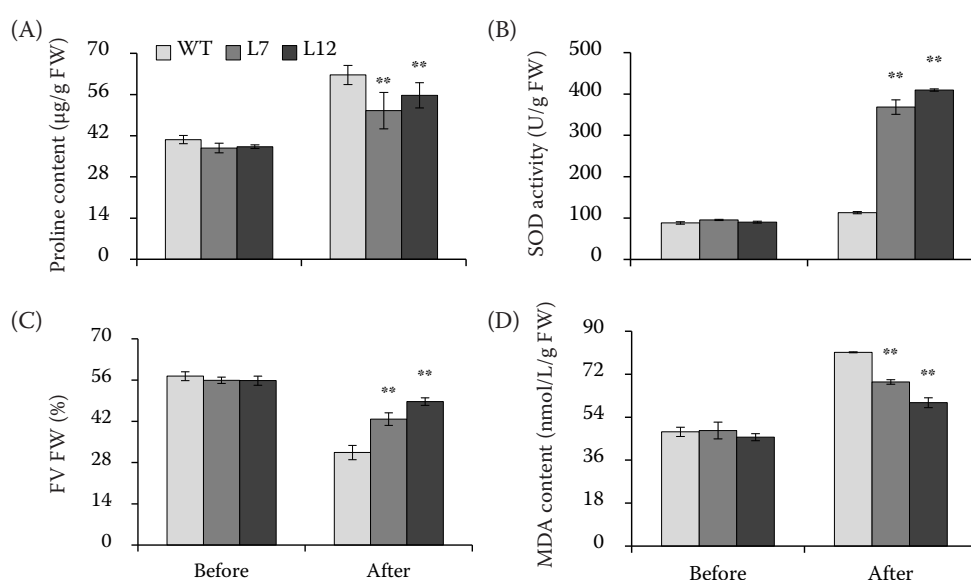 (A)
WT L7 L12
Proline content (µg/g FW)
70
56
42
28
14
0
** **
(B)
SOD activity (U/g FW)
500
400
300
200
100
0
** **
(C)
FV FW (%)
70
56
42
28
14
0
** **
Before After
(D)
MDA content (nmol/L/g FW)
90
72
54
36
18
0
** **
Before After